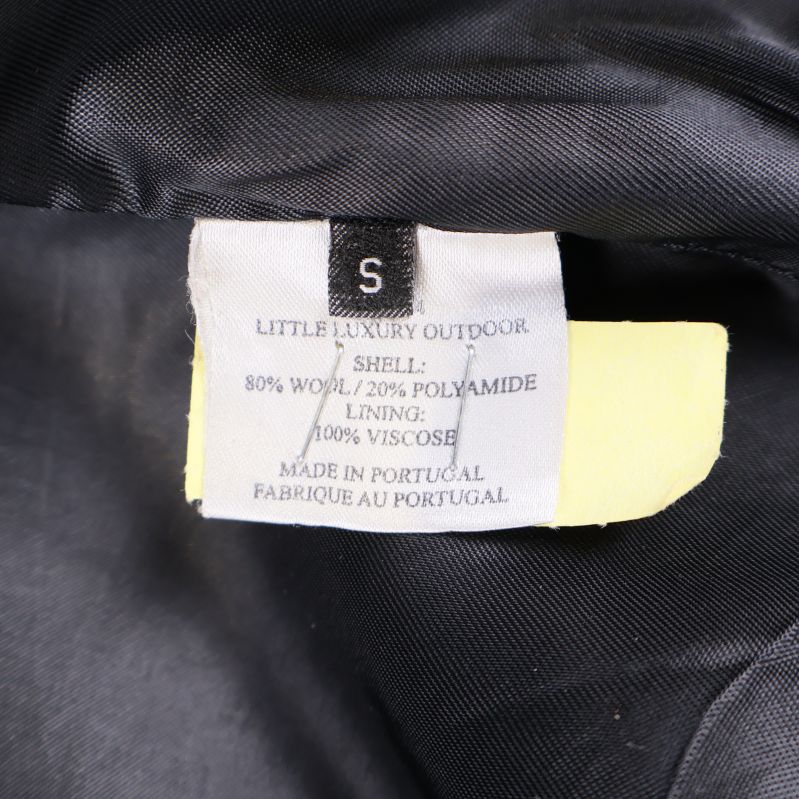 S
LITTLE LUXURY OUTDOOR
SHELL:
80% WOOL/20% POLYAMIDE
LINING:
100% VISCOSE
MADE IN PORTUGAL
FABRIQUE AU PORTUGAL